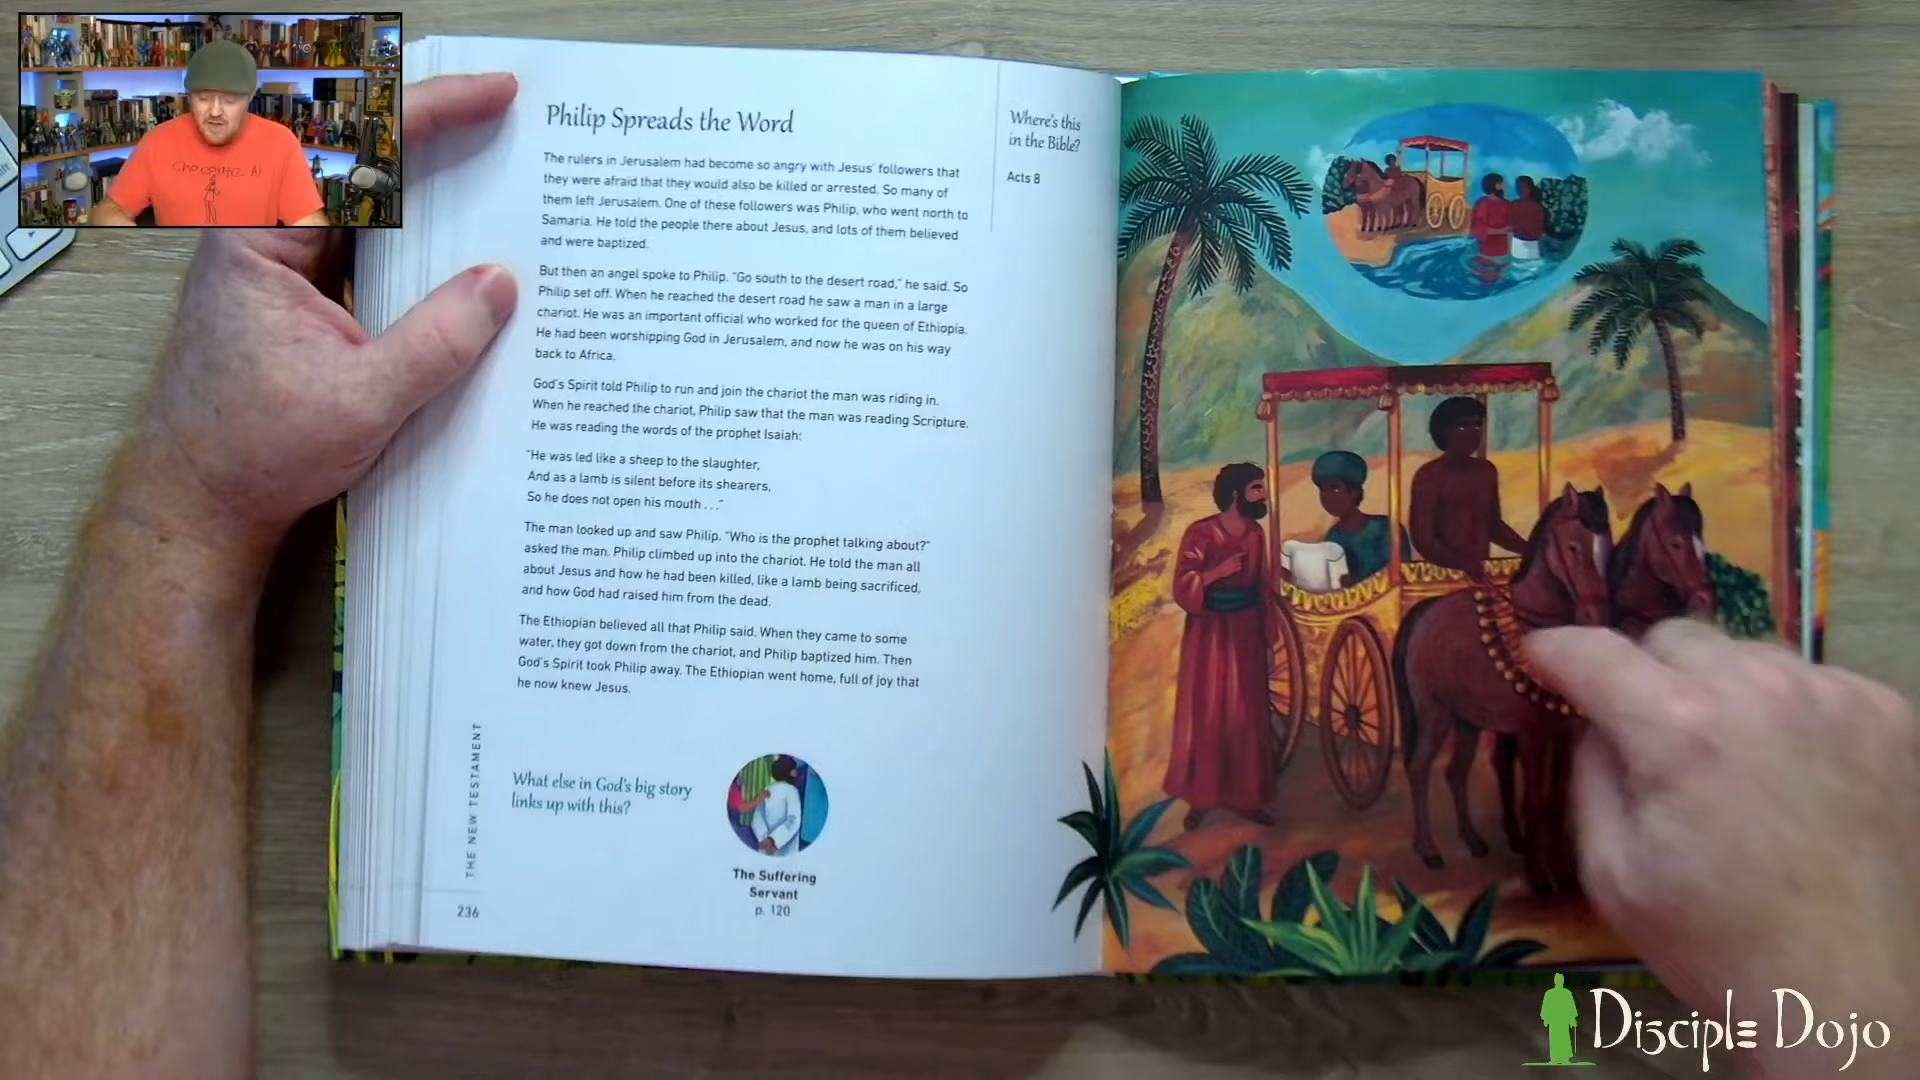 Chocolate. A!
Philip Spreads the Word
The rulers in Jerusalem had become so angry with Jesus' followers that
they were afraid that they would also be killed or arrested. So many of
them left Jerusalem. One of these followers was Philip, who went north to
Samaria. He told the people there about Jesus, and lots of them believed
and were baptized.
But then an angel spoke to Philip. "Go south to the desert road," he said. So
Philip set off. When he reached the desert road he saw a man in a large
chariot. He was an important official who worked for the queen of Ethiopia.
He had been worshipping God in Jerusalem, and now he was on his way
back to Africa.
God's Spirit told Philip to run and join the chariot the man was riding in.
When he reached the chariot, Philip saw that the man was reading Scripture.
He was reading the words of the prophet Isaiah:
"He was led like a sheep to the slaughter,
And as a lamb is silent before its shearers,
So he does not open his mouth . . ."
The man looked up and saw Philip. "Who is the prophet talking about?"
asked the man. Philip climbed up into the chariot. He told the man all
about Jesus and how he had been killed, like a lamb being sacrificed,
and how God had raised him from the dead.
The Ethiopian believed all that Philip said. When they came to some
water, they got down from the chariot, and Philip baptized him. Then
God's Spirit took Philip away. The Ethiopian went home, full of joy that
he now knew Jesus.
What else in God's big story
links up with this?
The Suffering
Servant
p. 120
THE NEW TESTAMENT
236
Where's this
in the Bible?
Acts 8
Disciple Dojo